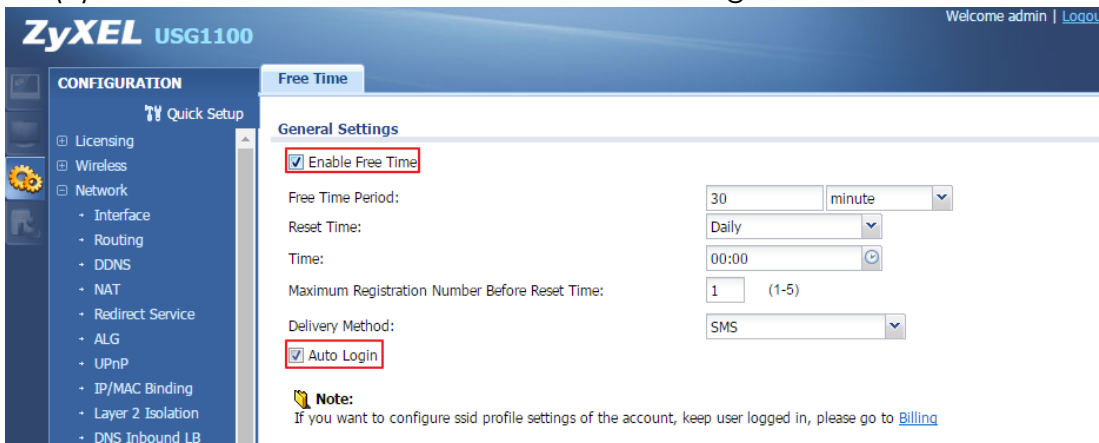 ZyXEL USG1100
Welcome admin | Logou
CONFIGURATION
Quick Setup
Licensing
Wireless
Network
Interface
Routing
DDNS
NAT
Redirect Service
ALG
UPnP
IP/MAC Binding
Layer 2 Isolation
DNS Inbound LB
Free Time
General Settings
Enable Free Time
Free Time Period: 30 minute
Reset Time: Daily
Time: 00:00
Maximum Registration Number Before Reset Time: 1 (1-5)
Delivery Method: SMS
Auto Login
Note:
If you want to configure ssid profile settings of the account, keep user logged in, please go to Billing